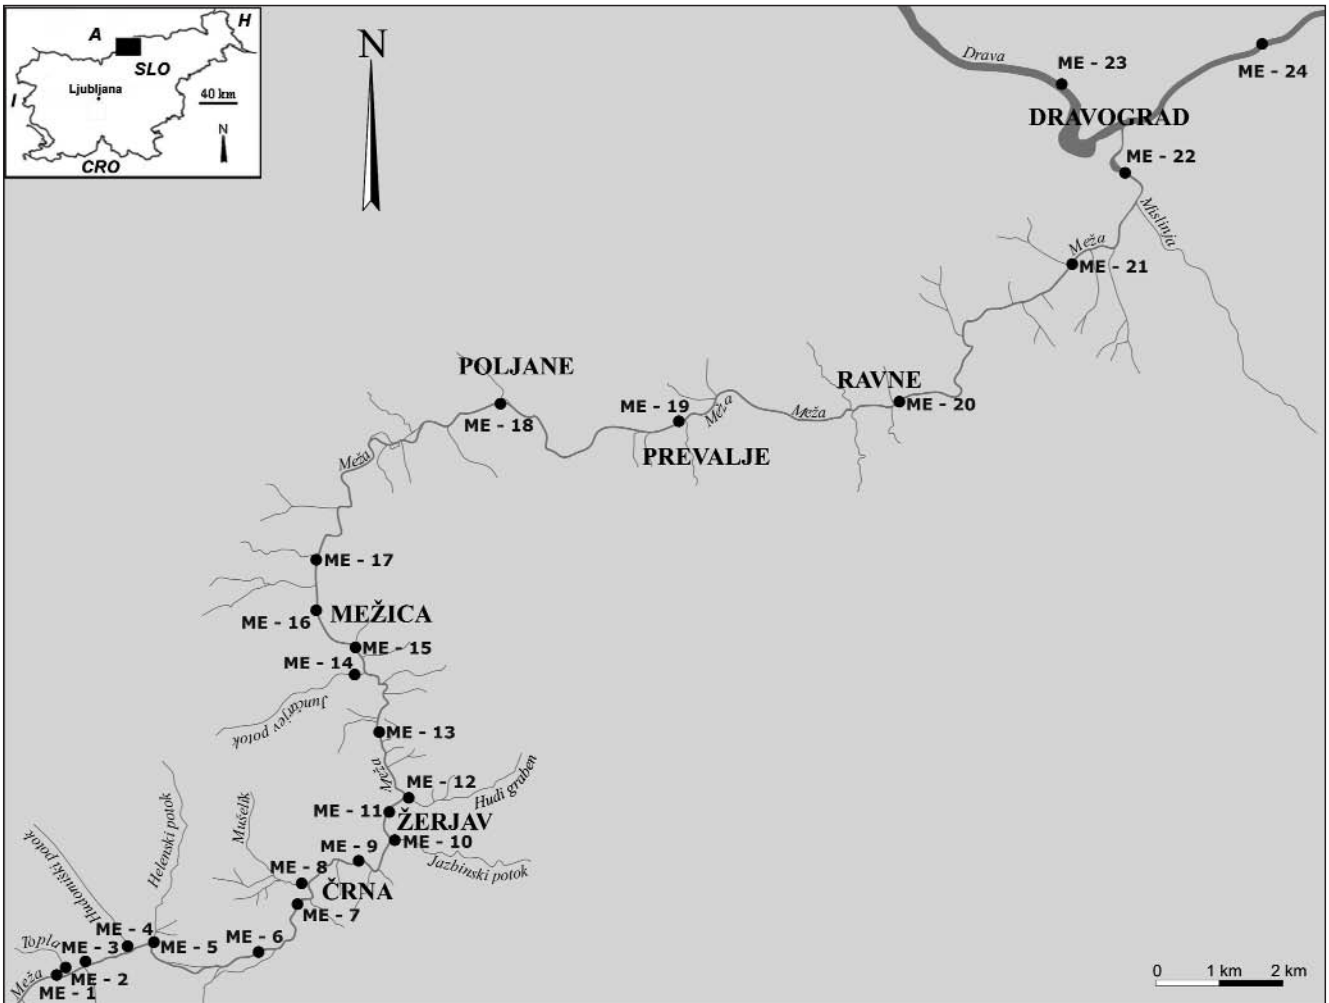 H
A
SLO
Ljubljana
I
40 km
N
CRO
N
Drava
ME - 23
ME - 24
DRAVOGRAD
ME - 22
Mislinja
Meža
ME - 21
POLJANE
RAVNE
ME - 19
Meža
Meža
ME - 20
ME - 18
PREVALJE
Meža
ME - 17
ME - 16
MEŽICA
ME - 15
ME - 14
Junčarjev potok
ME - 13
Meža
ME - 12
Hudi graben
ME - 11
ŽERJAV
ME - 10
Jazbinski potok
Mušelik
Helenski potok
Hudomiški potok
ME - 9
ME - 8
ČRNA
ME - 7
ME - 6
ME - 4
ME - 5
Topla
ME - 3
ME - 2
Meža
ME - 1
0 1 km 2 km